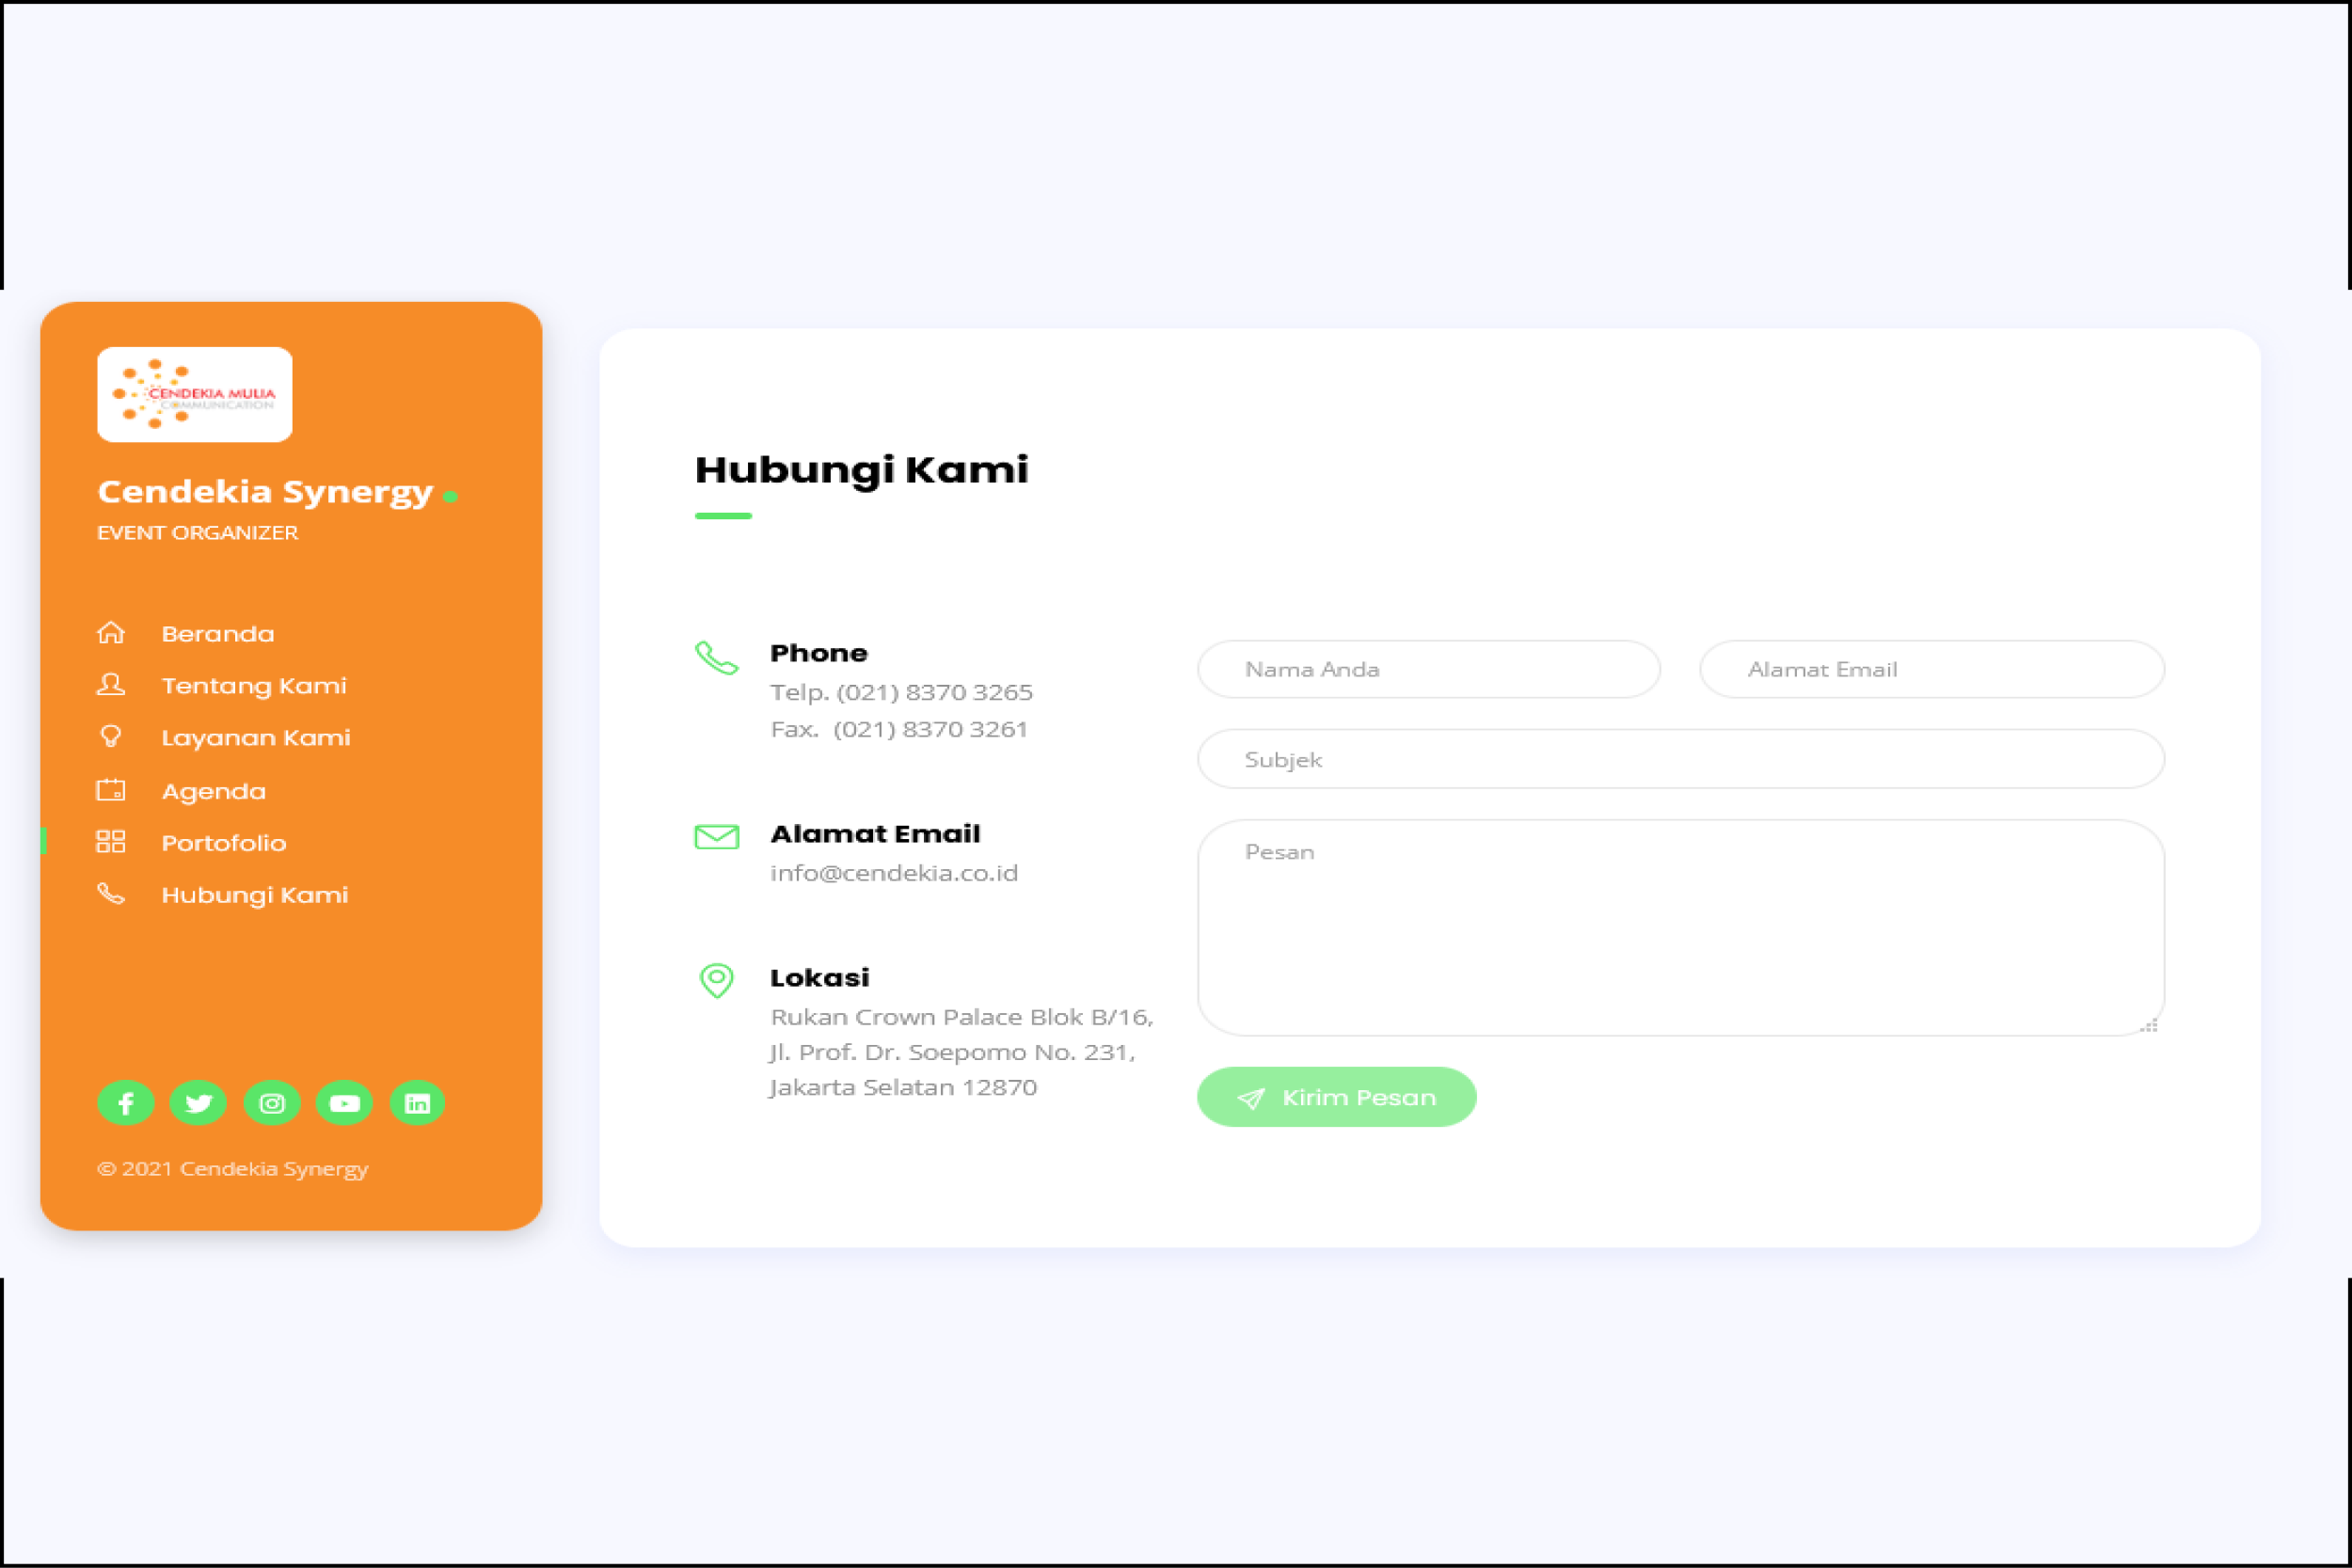 CENDEKIA MULIA
COMMUNICATION
Cendekia Synergy
EVENT ORGANIZER
Beranda
Tentang Kami
Layanan Kami
Agenda
Portofolio
Hubungi Kami
© 2021 Cendekia Synergy
Hubungi Kami
Phone
Telp. (021) 8370 3265
Fax. (021) 8370 3261
Alamat Email
info@cendekia.co.id
Lokasi
Rukan Crown Palace Blok B/16,
Jl. Prof. Dr. Soepomo No. 231,
Jakarta Selatan 12870
Nama Anda
Alamat Email
Subjek
Pesan
Kirim Pesan